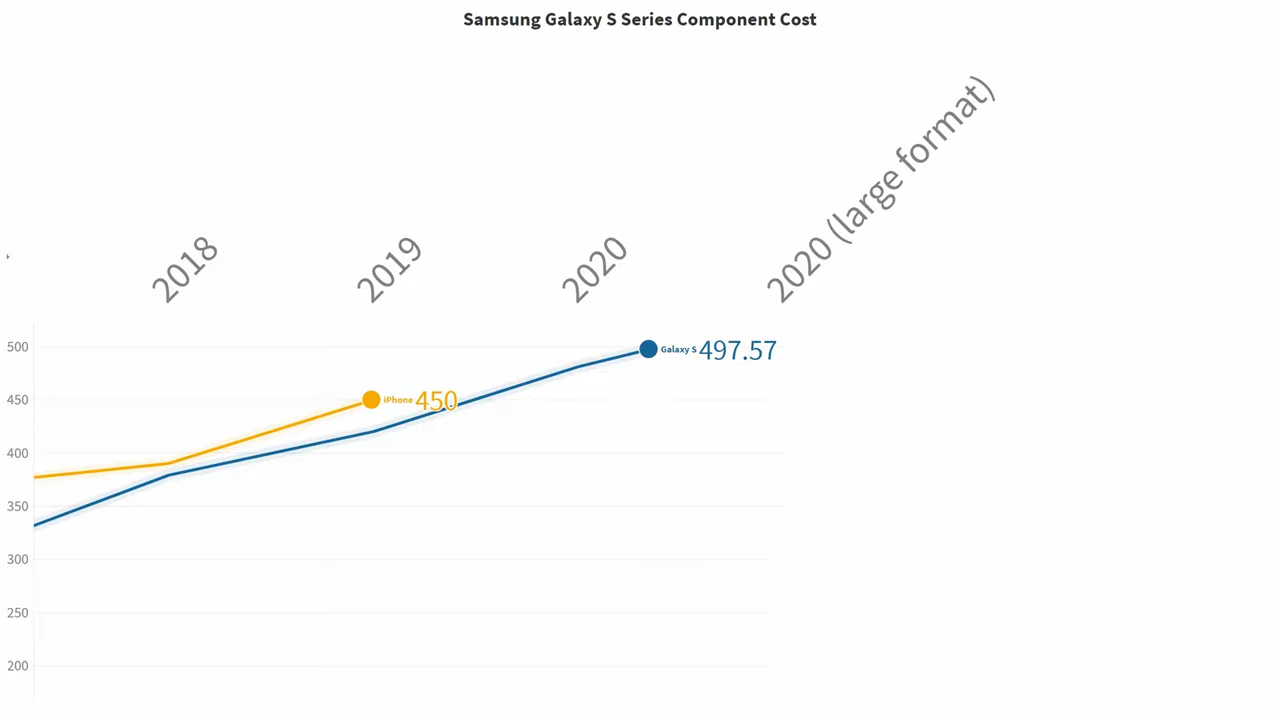 Samsung Galaxy S Series Component Cost
2018
2019
2020
2020 (large format)
500
Galaxy S 497.57
450
iPhone 450
400
350
300
250
200